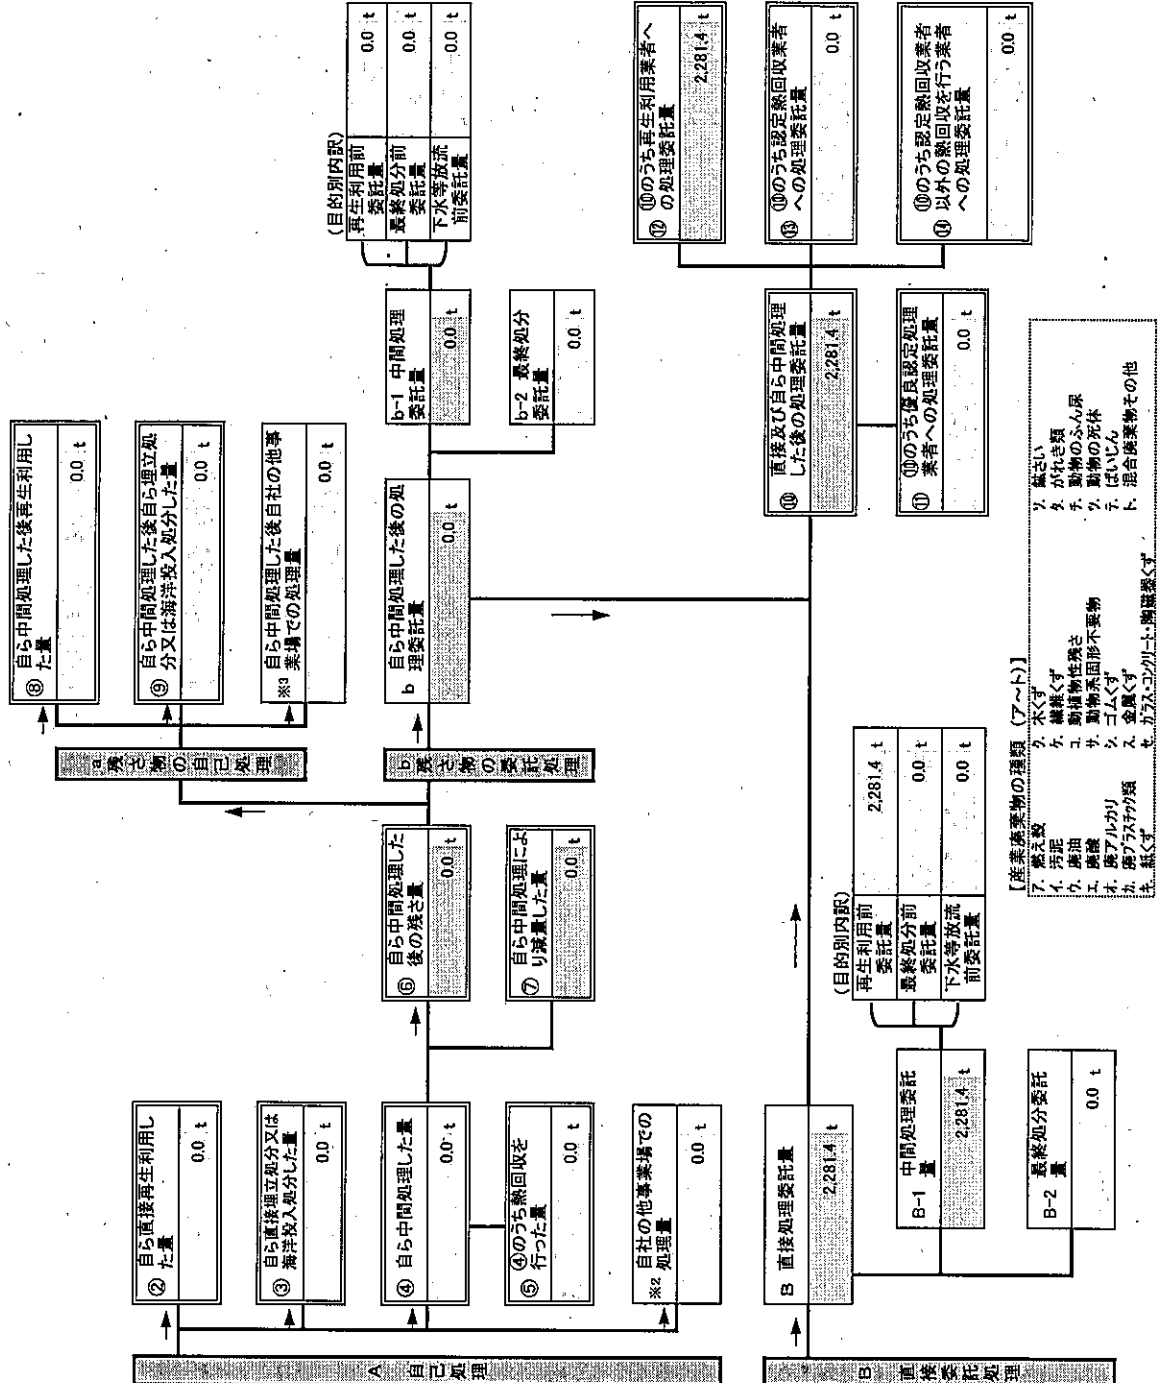 A 自己処理
② 自ら直接再生利用し
た量
0.0 t
③ 自ら直接埋立処分又は
海洋投入処分した量
0.0 t
④ 自ら中間処理した量
0.0 t
⑤ ④のうち熱回収を
行った量
0.0 t
※2 自社の他事業場での
処理量
0.0 t
⑥ 自ら中間処理した
後の残さ量
0.0 t
⑦ 自ら中間処理によ
り減量した量
0.0 t
a 残さ物の自己処理
⑧ 自ら中間処理した後再生利用し
た量
0.0 t
⑨ 自ら中間処理した後自ら埋立処
分又は海洋投入処分した量
0.0 t
※3 自ら中間処理した後自社の他事
業場での処理量
0.0 t
b 残さ物の委託処理
b 自ら中間処理した後の処
理委託量
0.0 t
b-1 中間処理
委託量
0.0 t
b-2 最終処分
委託量
0.0 t
(目的別内訳)
再生利用前
委託量
0.0 t
最終処分前
委託量
0.0 t
下水等放流
前委託量
0.0 t
B 直接委託処理
B 直接処理委託量
2,281.4 t
B-1 中間処理委託
量
2,281.4 t
B-2 最終処分委託
量
0.0 t
(目的別内訳)
再生利用前
委託量
2,281.4 t
最終処分前
委託量
0.0 t
下水等放流
前委託量
0.0 t
⑩ 直接及び自ら中間処理
した後の処理委託量
2,281.4 t
⑪ ⑩のうち優良認定処理
業者への処理委託量
0.0 t
⑫ ⑩のうち再生利用業者へ
の処理委託量
2,281.4 t
⑬ ⑩のうち認定熱回収業者
への処理委託量
0.0 t
⑭ ⑩のうち認定熱回収業者
以外の熱回収を行う業者
への処理委託量
0.0 t
【産業廃棄物の種類 (ア~ト)】
ア. 燃え殻
イ. 汚泥
ウ. 廃油
エ. 廃酸
オ. 廃アルカリ
カ. 廃プラスチック類
キ. 紙くず
ク. 木くず
ケ. 繊維くず
コ. 動植物性残さ
サ. 動物系固形不要物
シ. ゴムくず
ス. 金属くず
セ. ガラス・コンクリート・陶磁器くず
ソ. 鉱さい
タ. がれき類
チ. 動物のふん尿
ツ. 動物の死体
テ. ばいじん
ト. 混合廃棄物その他